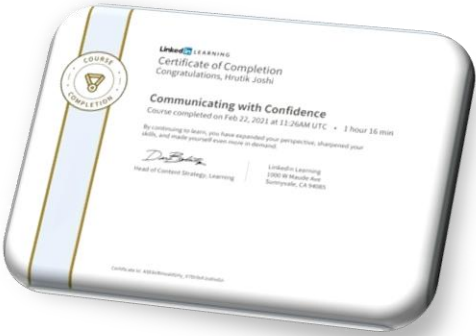 COURSE
COMPLETION
LinkedIn LEARNING
Certificate of Completion
Congratulations, Hrutik Joshi
Communicating with Confidence
Course completed on Feb 22, 2021 at 11:26AM UTC • 1 hour 16 min
By continuing to learn, you have expanded your perspective, sharpened your
skills, and made yourself even more in demand.
Head of Content Strategy, Learning
LinkedIn Learning
1000 W Maude Ave
Sunnyvale, CA 94085
Certificate Id: